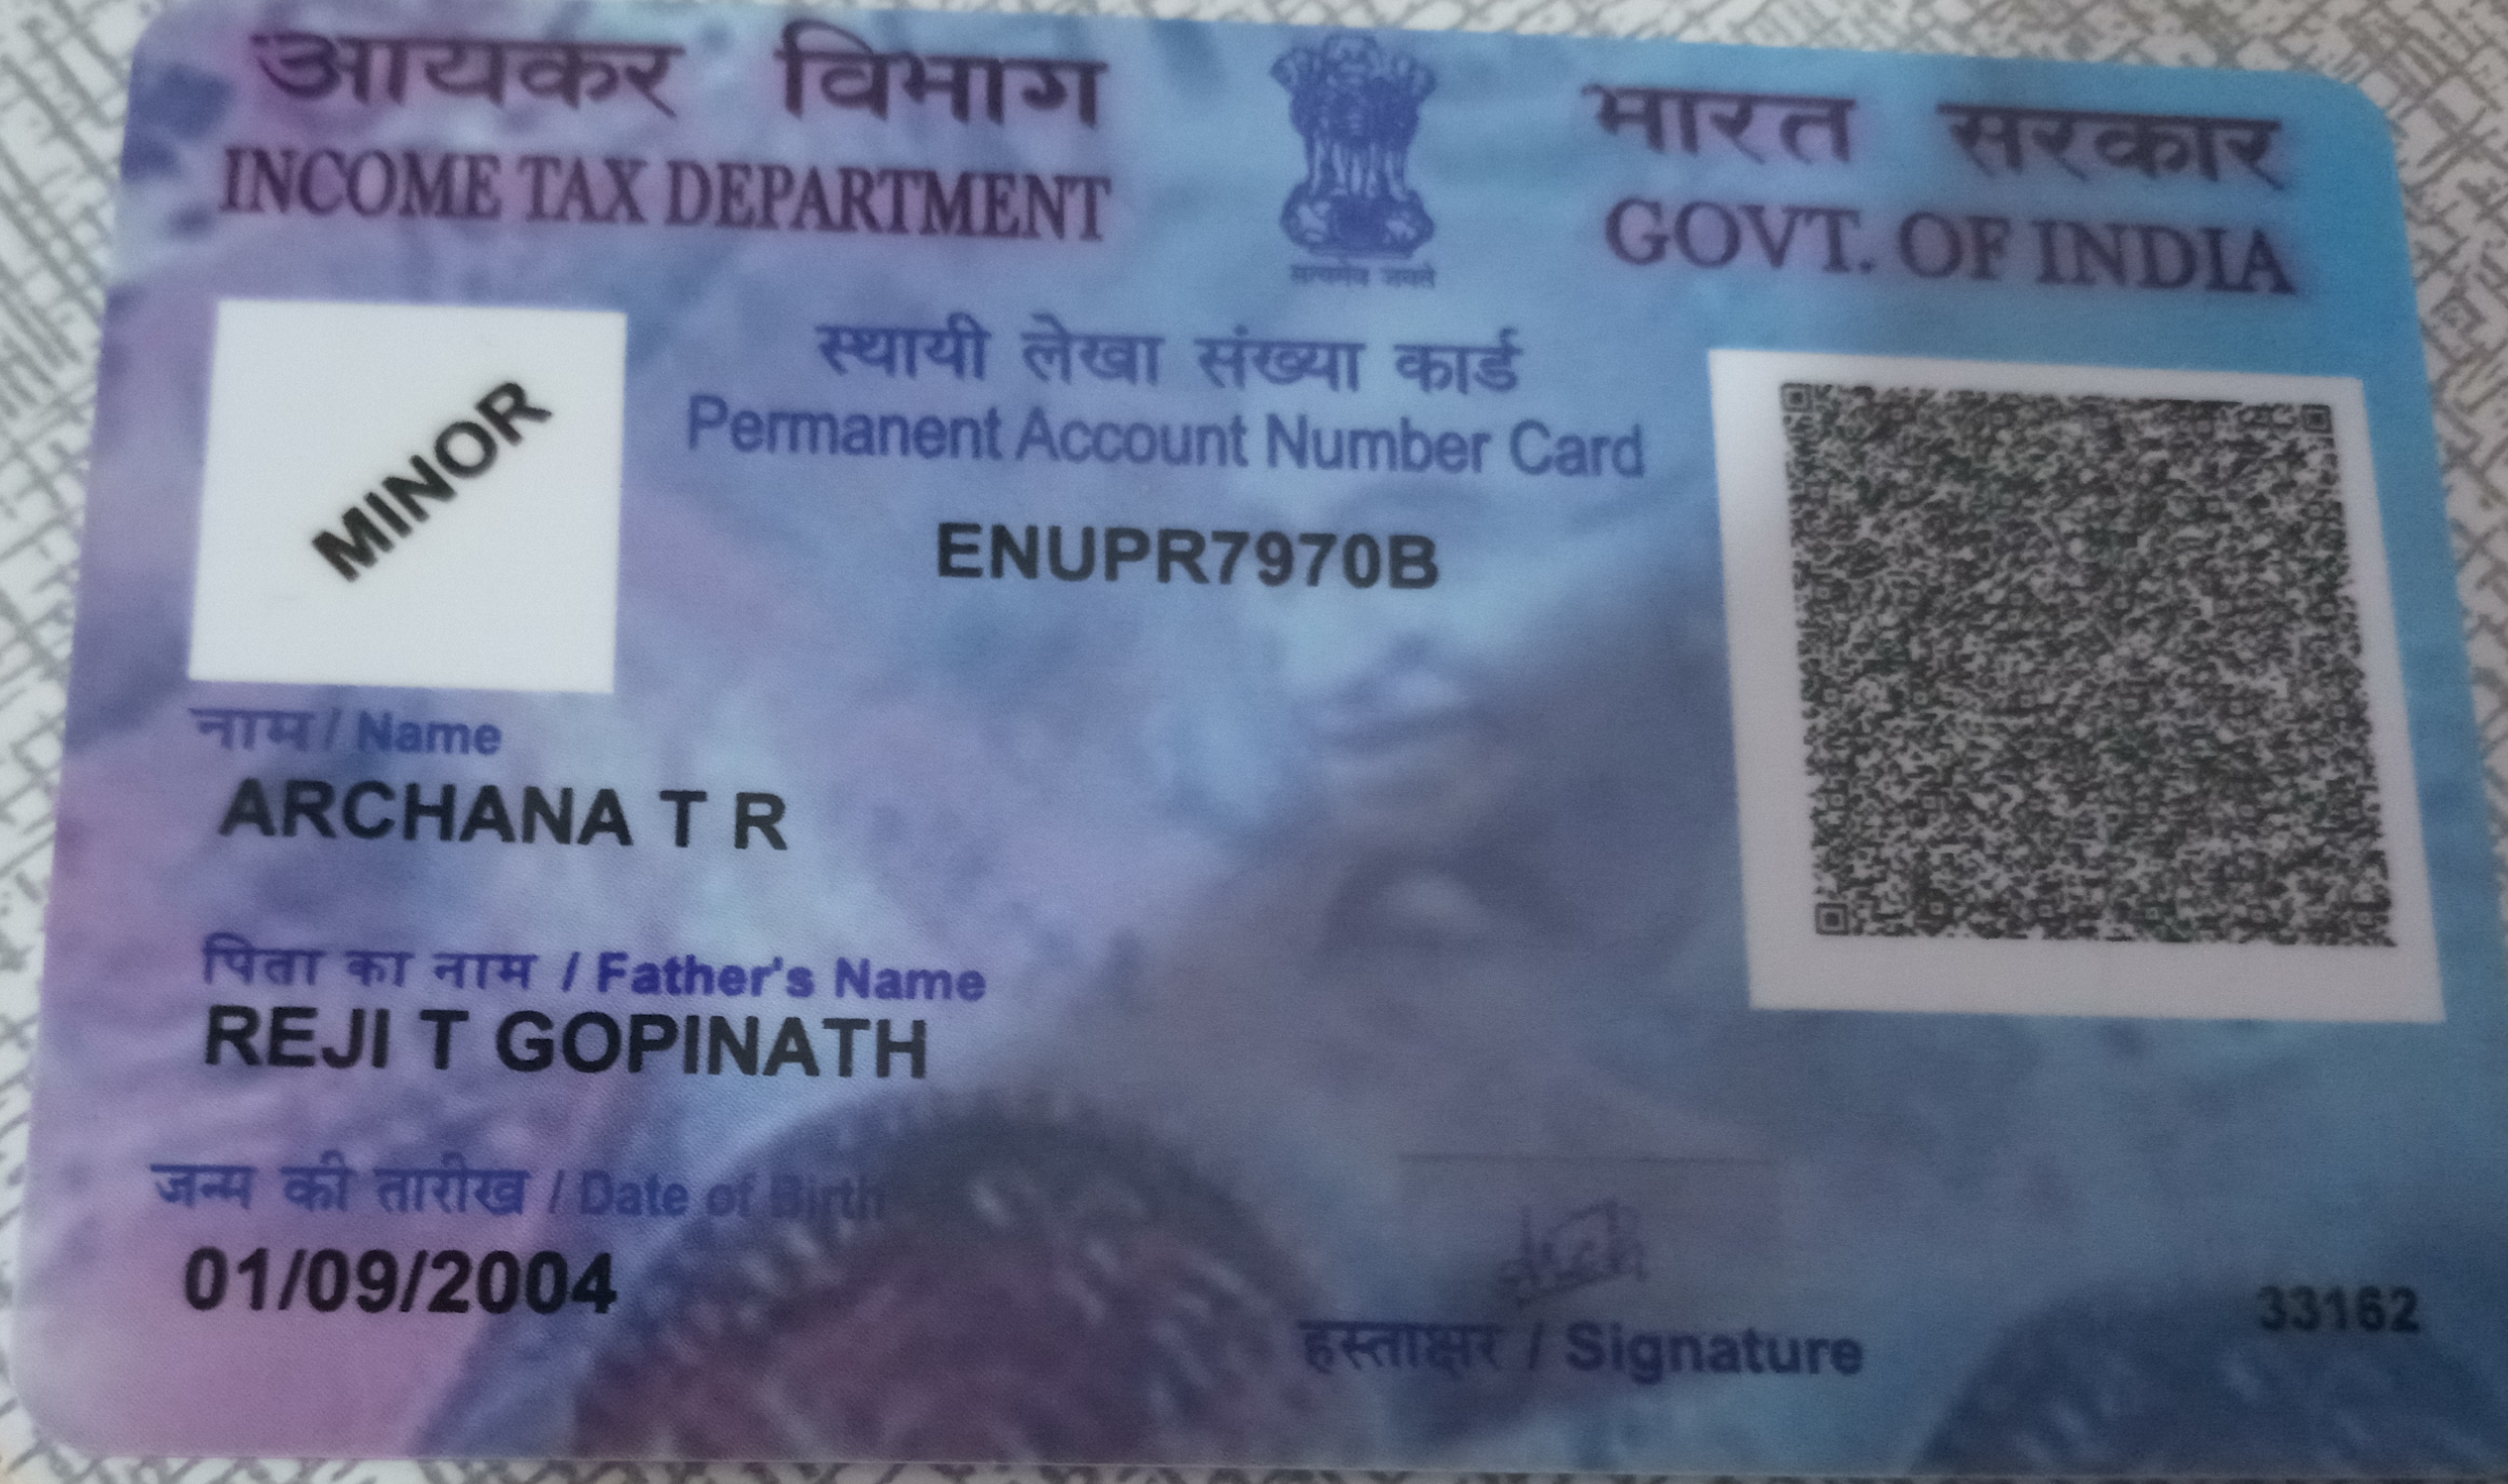 आयकर विभाग
INCOME TAX DEPARTMENT
भारत सरकार
GOVT. OF INDIA
सत्यमेव जयते
स्थायी लेखा संख्या कार्ड
Permanent Account Number Card
ENUPR7970B
MINOR
नाम / Name
ARCHANA T R
पिता का नाम / Father's Name
REJI T GOPINATH
जन्म की तारीख / Date of Birth
01/09/2004
हस्ताक्षर / Signature
33162